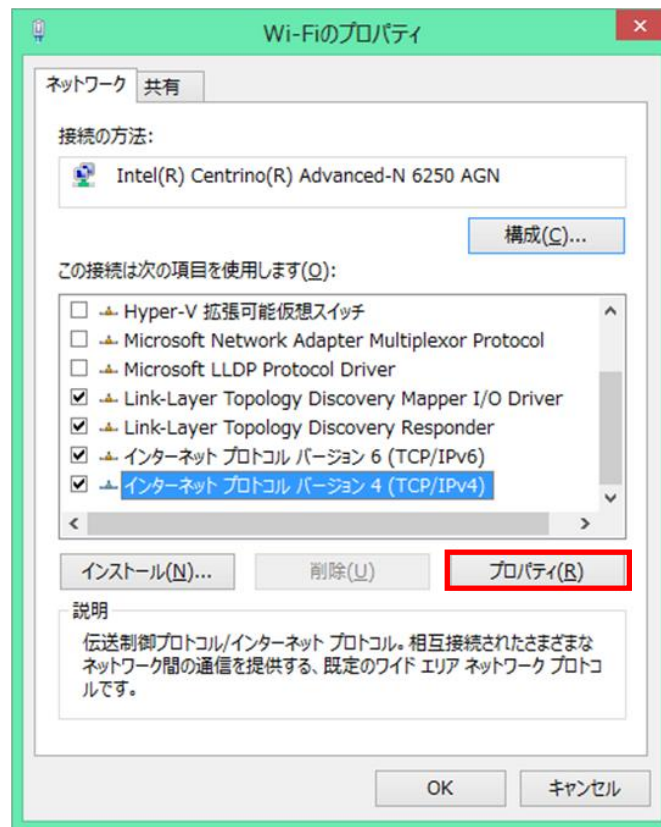 Wi-Fiのプロパティ
ネットワーク 共有
接続の方法:
Intel(R) Centrino(R) Advanced-N 6250 AGN
構成(C)...
この接続は次の項目を使用します(O):
Hyper-V 拡張可能仮想スイッチ
Microsoft Network Adapter Multiplexor Protocol
Microsoft LLDP Protocol Driver
Link-Layer Topology Discovery Mapper I/O Driver
Link-Layer Topology Discovery Responder
インターネット プロトコル バージョン 6 (TCP/IPv6)
インターネット プロトコル バージョン 4 (TCP/IPv4)
インストール(N)... 削除(U) プロパティ(R)
説明
伝送制御プロトコル/インターネット プロトコル。相互接続されたさまざまな
ネットワーク間の通信を提供する、既定のワイド エリア ネットワーク プロトコ
ルです。
OK キャンセル